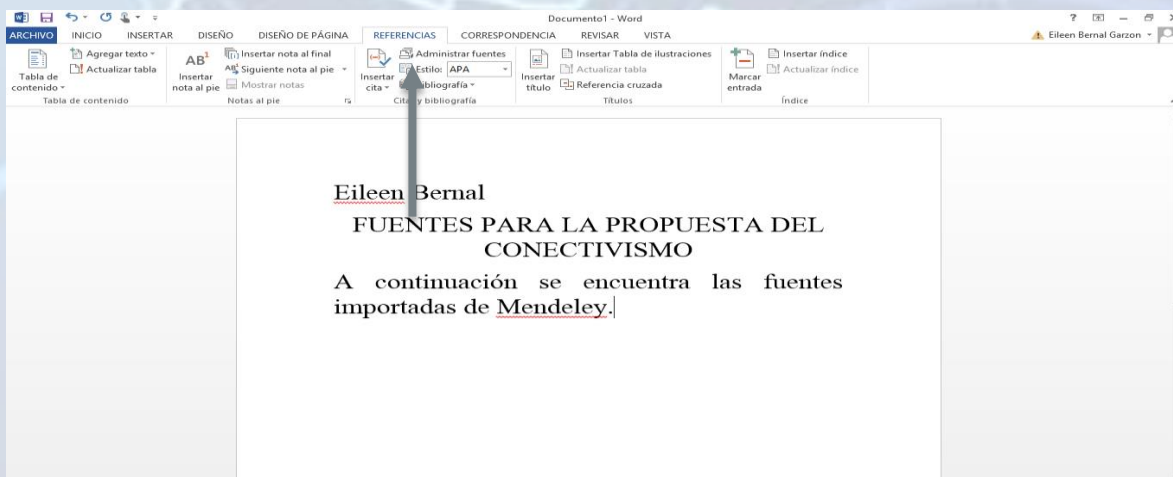 Documento1 - Word
ARCHIVO INICIO INSERTAR DISEÑO DISEÑO DE PÁGINA REFERENCIAS CORRESPONDENCIA REVISAR VISTA Eileen Bernal Garzon
Tabla de contenido
Agregar texto
Actualizar tabla
Tabla de contenido
AB¹ Insertar nota al pie
Insertar nota al final
Siguiente nota al pie
Mostrar notas
Notas al pie
Insertar cita
Administrar fuentes
Estilo: APA
Bibliografía
Citas y bibliografía
Insertar título
Insertar Tabla de ilustraciones
Actualizar tabla
Referencia cruzada
Títulos
Marcar entrada
Insertar índice
Actualizar índice
Índice
Eileen Bernal
FUENTES PARA LA PROPUESTA DEL
CONECTIVISMO
A continuación se encuentra las fuentes
importadas de Mendeley.